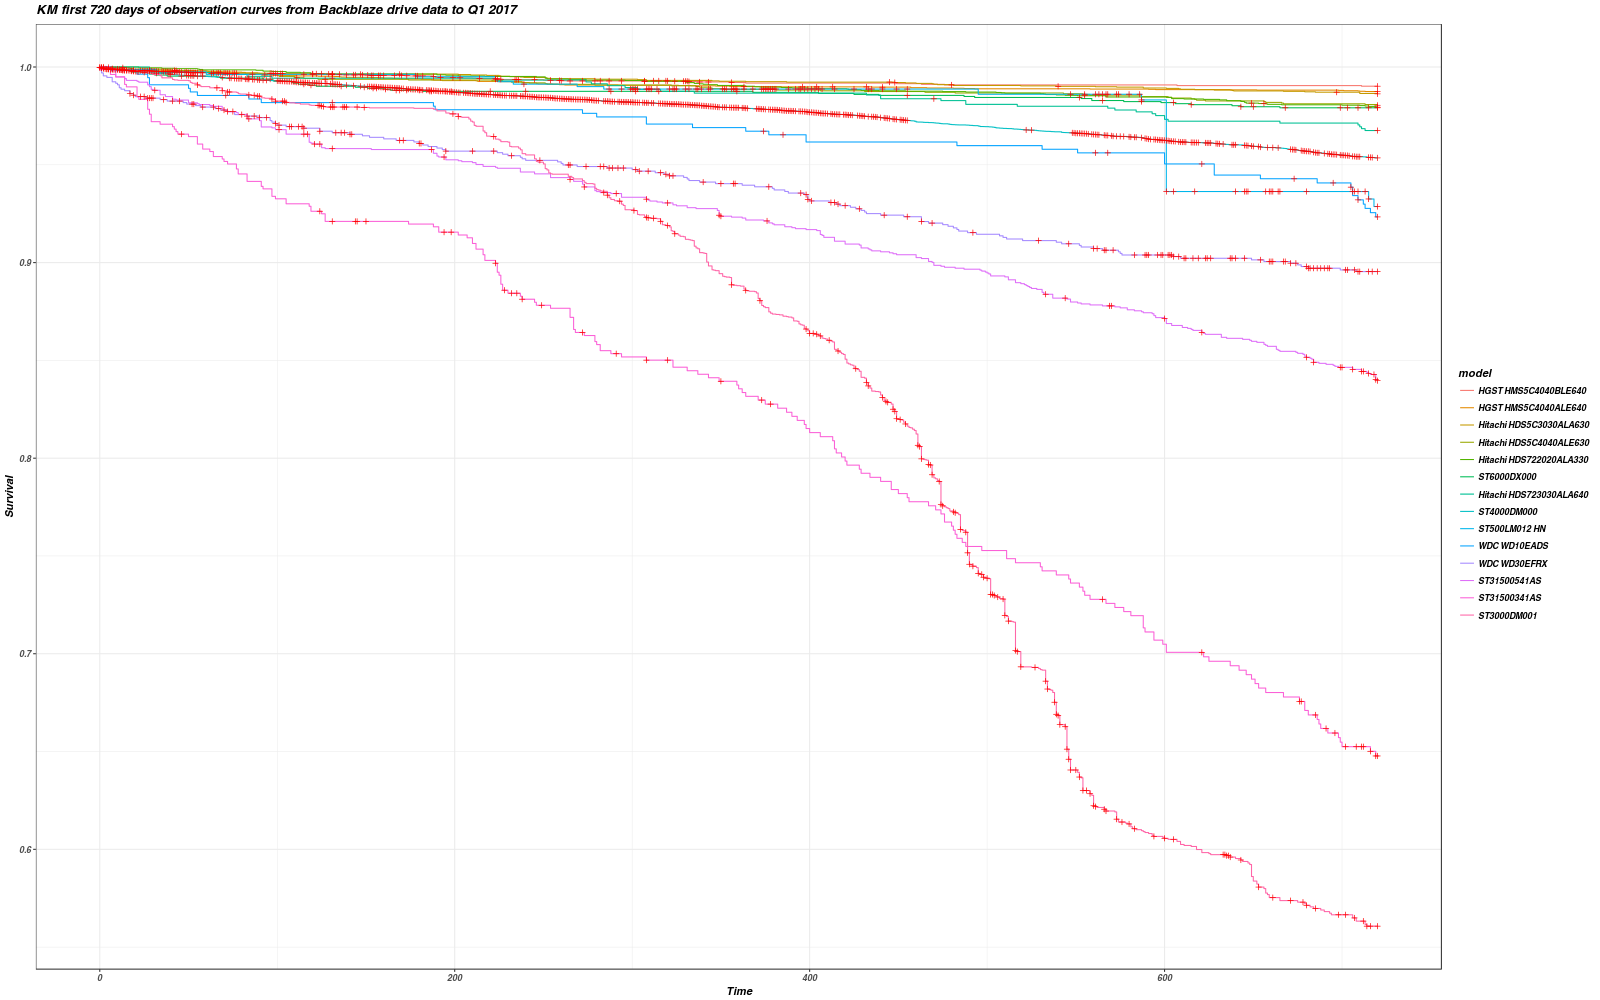 KM first 720 days of observation curves from Backblaze drive data to Q1 2017
1.0
0.9
0.8
0.7
0.6
Survival
0
200
400
600
Time
model
HGST HMS5C4040BLE640
HGST HMS5C4040ALE640
Hitachi HDS5C3030ALA630
Hitachi HDS5C4040ALE630
Hitachi HDS722020ALA330
ST6000DX000
Hitachi HDS723030ALA640
ST4000DM000
ST500LM012 HN
WDC WD10EADS
WDC WD30EFRX
ST31500541AS
ST31500341AS
ST3000DM001